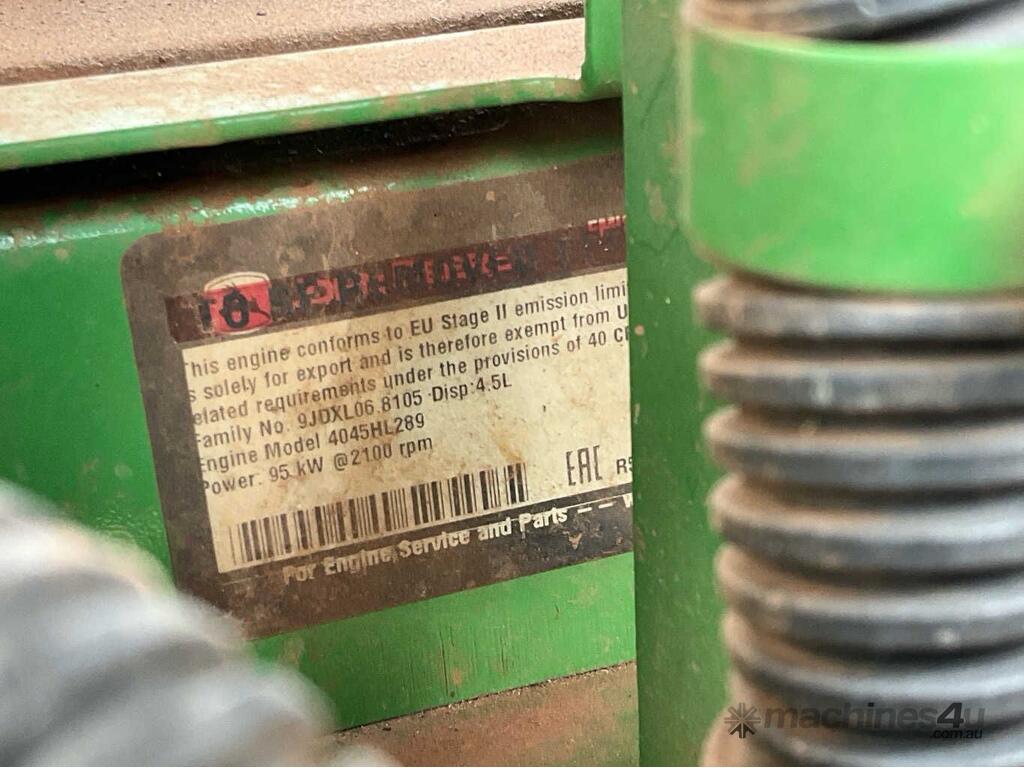 This engine conforms to EU Stage II emission limi
s solely for export and is therefore exempt from U
elated requirements under the provisions of 40 CF
Family No. 9JDXL06.8105 Disp:4.5L
Engine Model 4045HL289
Power: 95 kW @2100 rpm
EAC
For Engine Service and Parts
machines4u
.com.au